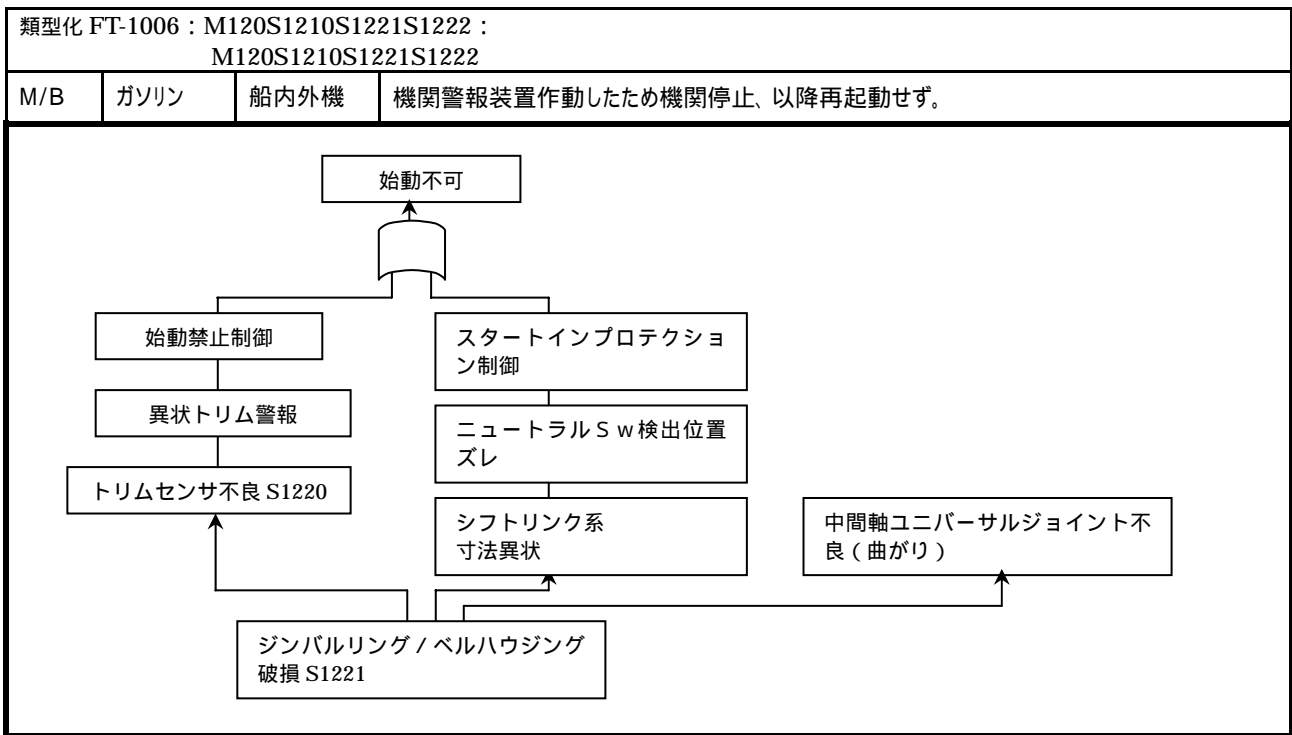 類型化 FT-1006：M120S1210S1221S1222：
M120S1210S1221S1222
M/B ガソリン 船内外機 機関警報装置作動したため機関停止、以降再起動せず。
始動不可
始動禁止制御
スタートインプロテクショ
ン制御
異状トリム警報
ニュートラルＳｗ検出位置
ズレ
トリムセンサ不良 S1220
シフトリンク系
寸法異状
中間軸ユニバーサルジョイント不
良（曲がり）
ジンバルリング／ベルハウジング
破損 S1221